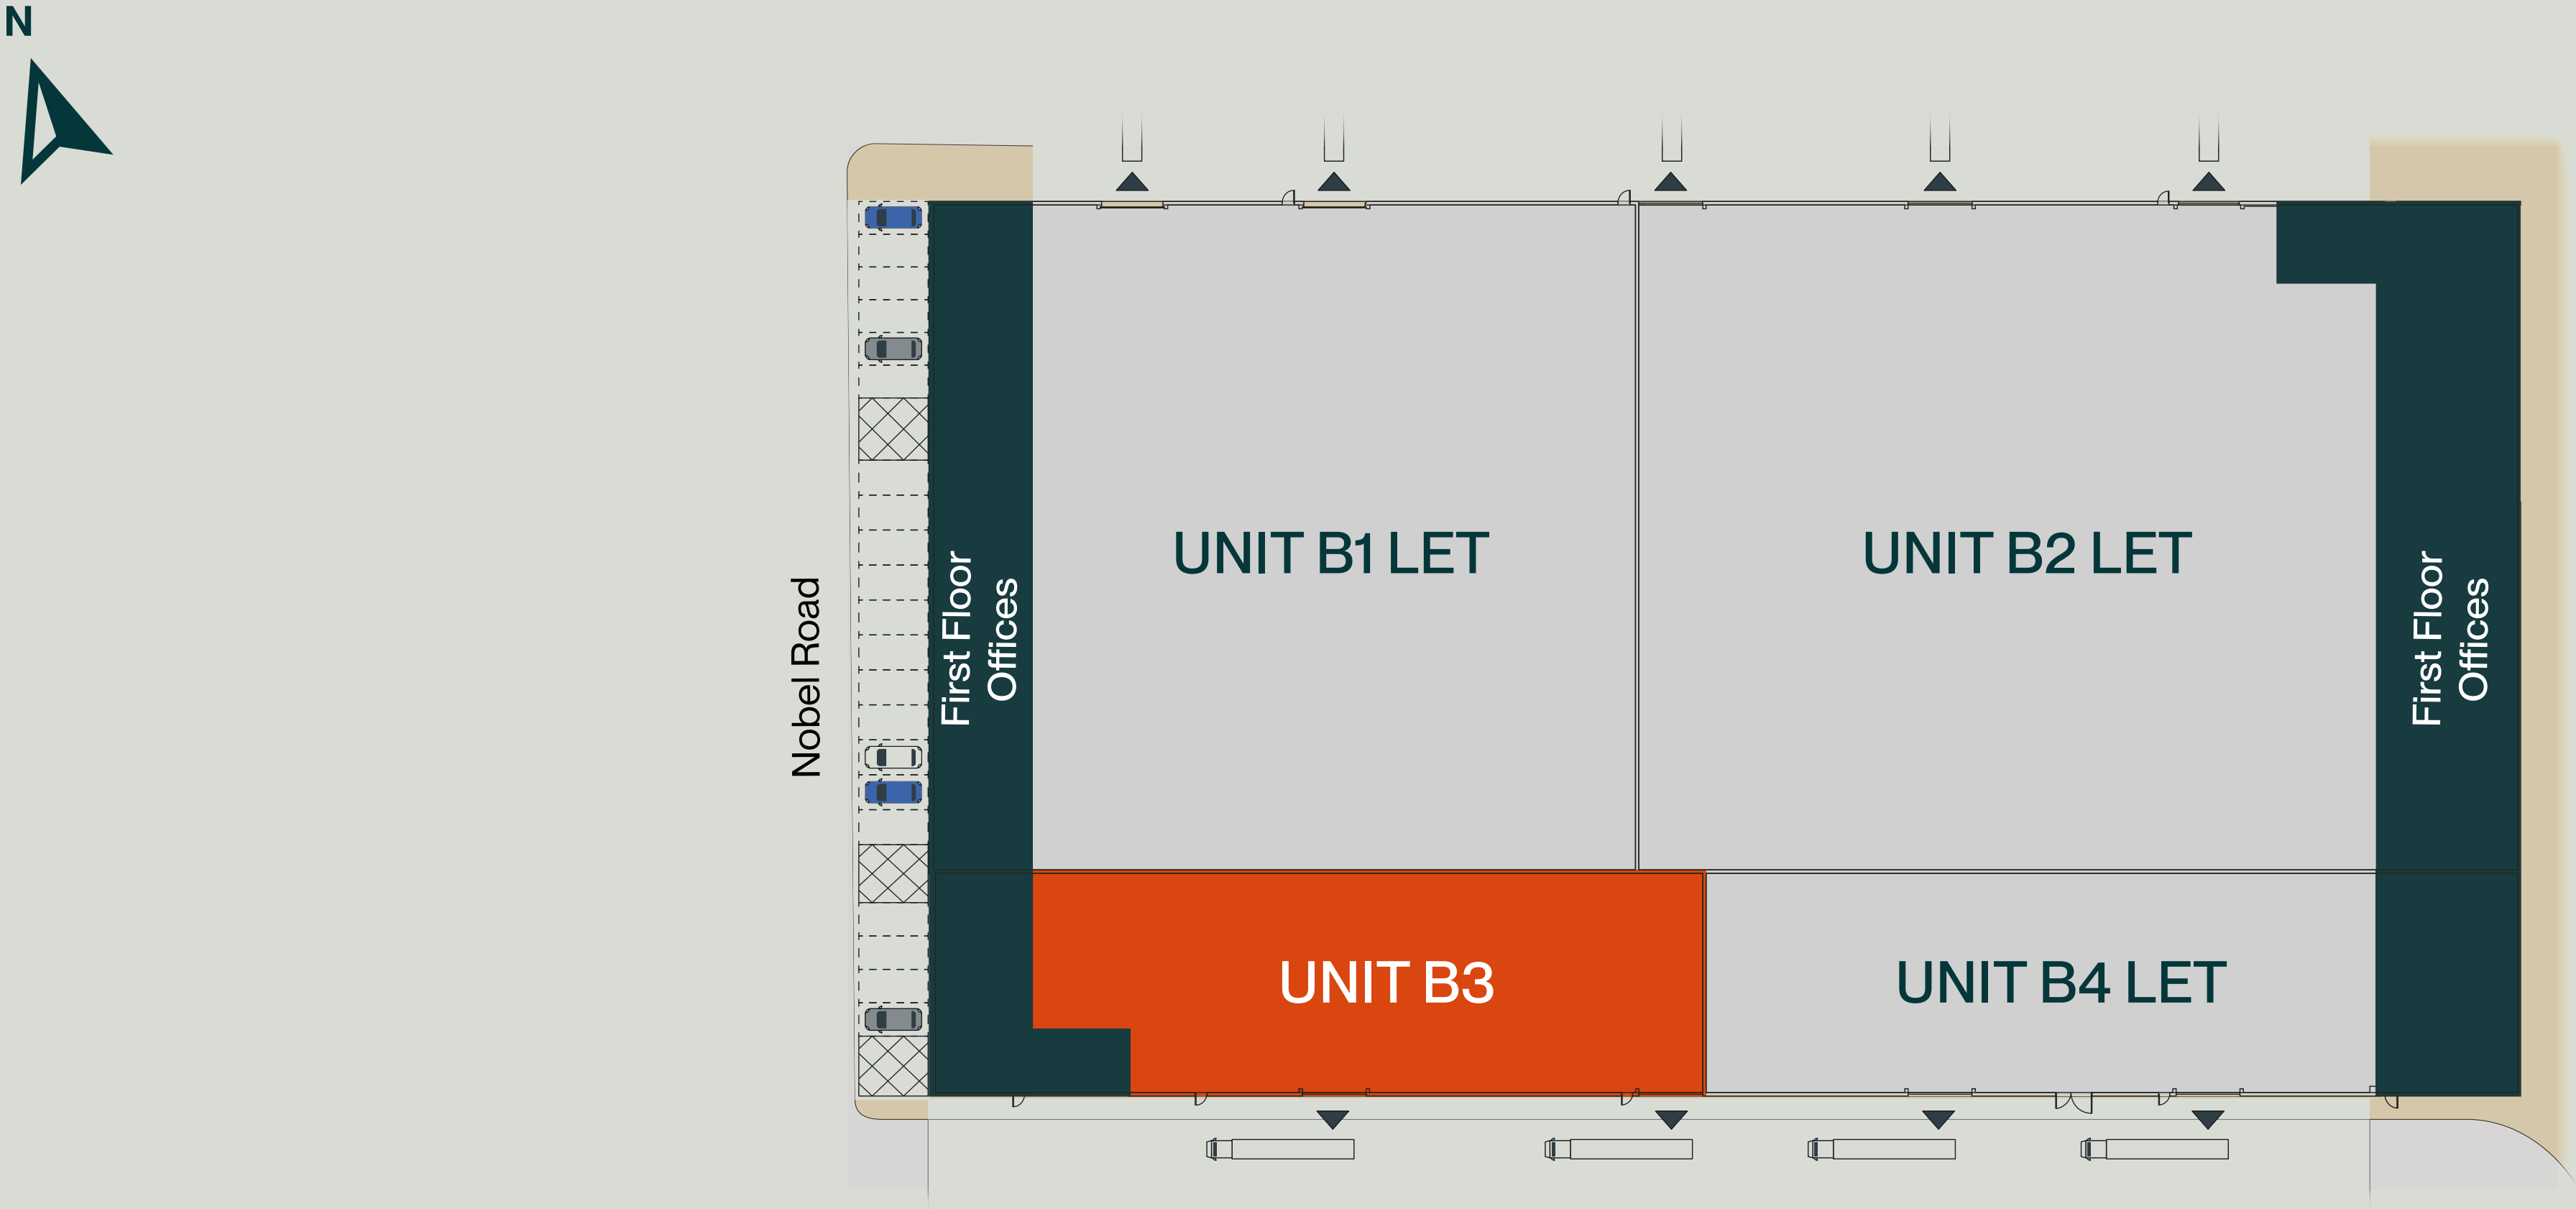 N
Nobel Road
First Floor
Offices
UNIT B1 LET
UNIT B2 LET
First Floor
Offices
UNIT B3
UNIT B4 LET